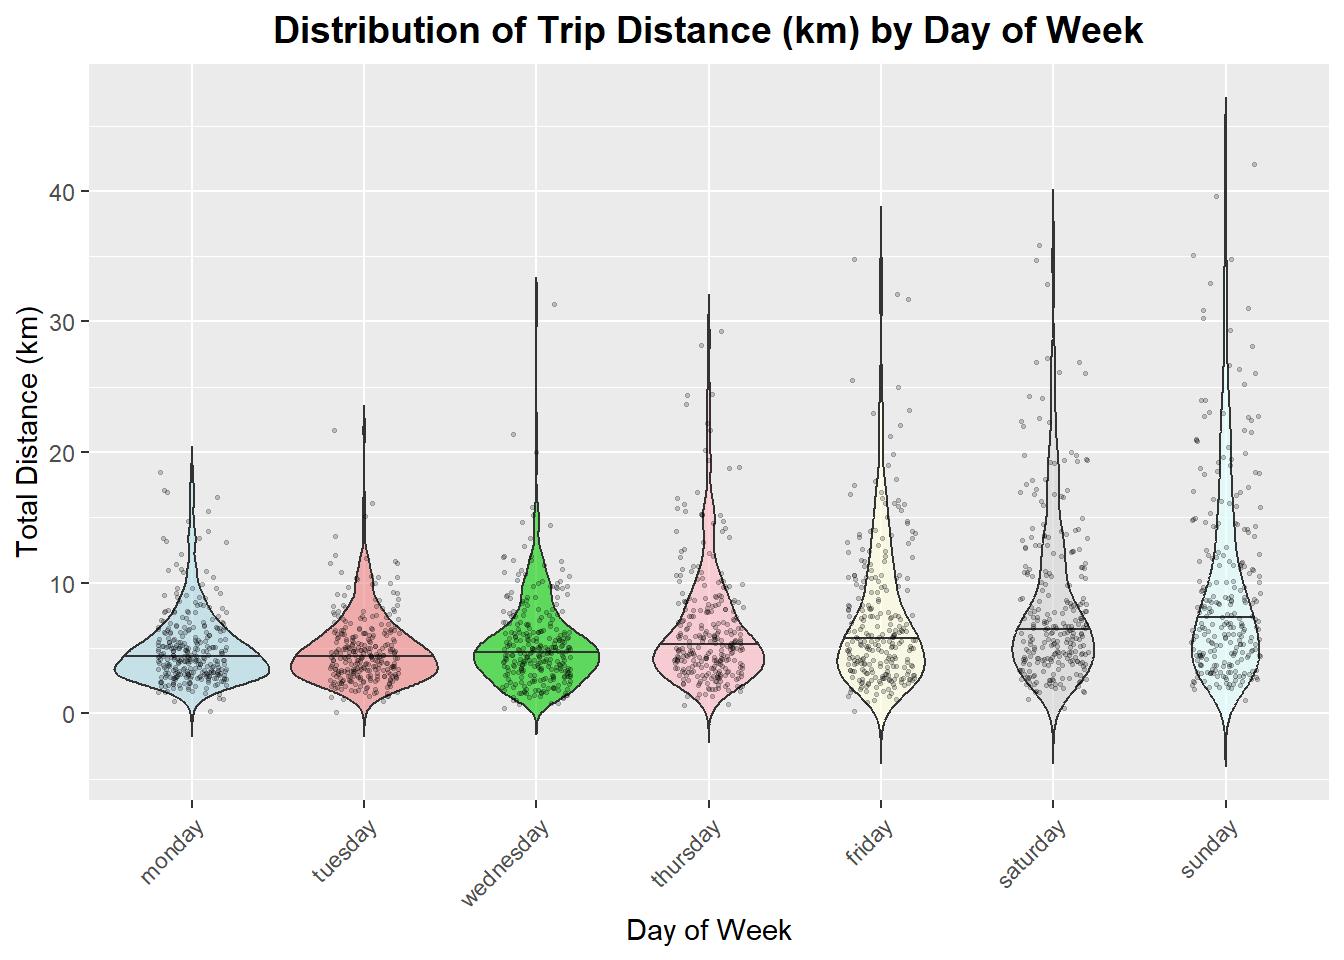 Distribution of Trip Distance (km) by Day of Week
Total Distance (km)
40
30
20
10
0
monday
tuesday
wednesday
thursday
friday
saturday
sunday
Day of Week